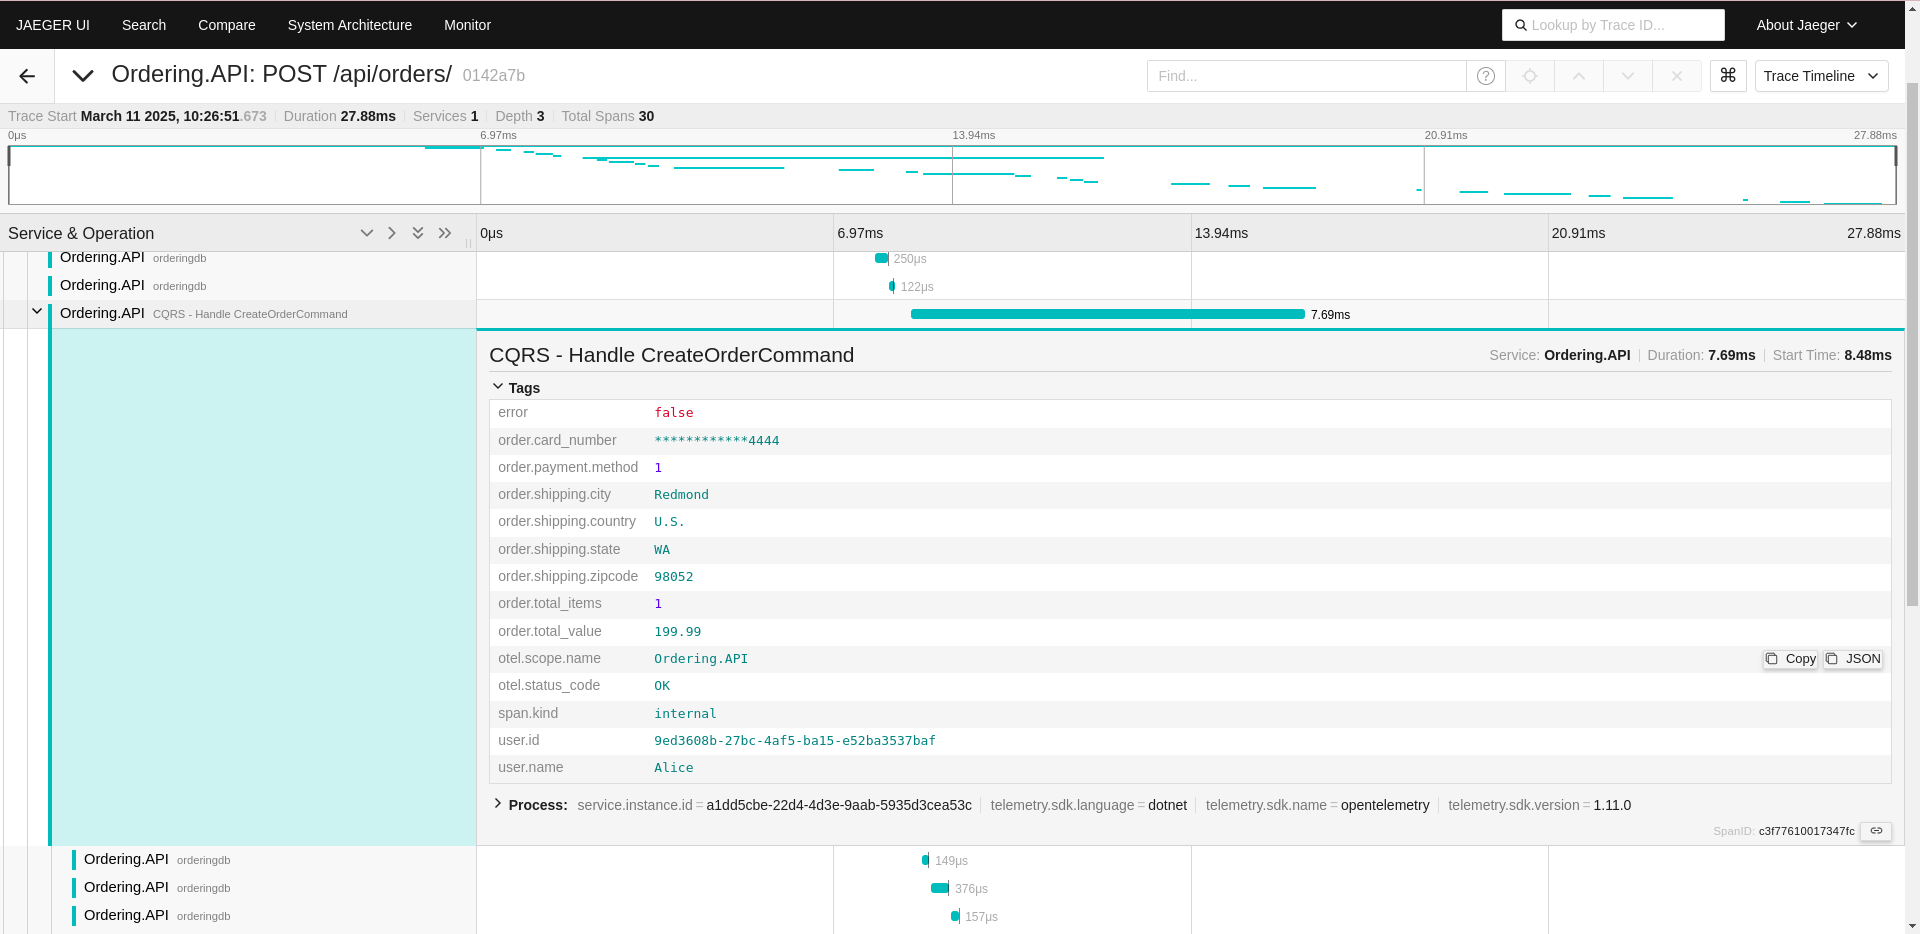 JAEGER UI Search Compare System Architecture Monitor Lookup by Trace ID... About Jaeger
Ordering.API: POST /api/orders/ 0142a7b Find... ? ⌘ Trace Timeline
Trace Start March 11 2025, 10:26:51.673 Duration 27.88ms Services 1 Depth 3 Total Spans 30
0μs 6.97ms 13.94ms 20.91ms 27.88ms
Service & Operation 0μs 6.97ms 13.94ms 20.91ms 27.88ms
Ordering.API orderingdb 250μs
Ordering.API orderingdb 122μs
Ordering.API CQRS - Handle CreateOrderCommand 7.69ms
CQRS - Handle CreateOrderCommand Service: Ordering.API Duration: 7.69ms Start Time: 8.48ms
Tags
error false
order.card_number ************4444
order.payment.method 1
order.shipping.city Redmond
order.shipping.country U.S.
order.shipping.state WA
order.shipping.zipcode 98052
order.total_items 1
order.total_value 199.99
otel.scope.name Ordering.API Copy JSON
otel.status_code OK
span.kind internal
user.id 9ed3608b-27bc-4af5-ba15-e52ba3537baf
user.name Alice
Process: service.instance.id = a1dd5cbe-22d4-4d3e-9aab-5935d3cea53c telemetry.sdk.language = dotnet telemetry.sdk.name = opentelemetry telemetry.sdk.version = 1.11.0
SpanID: c3f77610017347fc
Ordering.API orderingdb 149μs
Ordering.API orderingdb 376μs
Ordering.API orderingdb 157μs